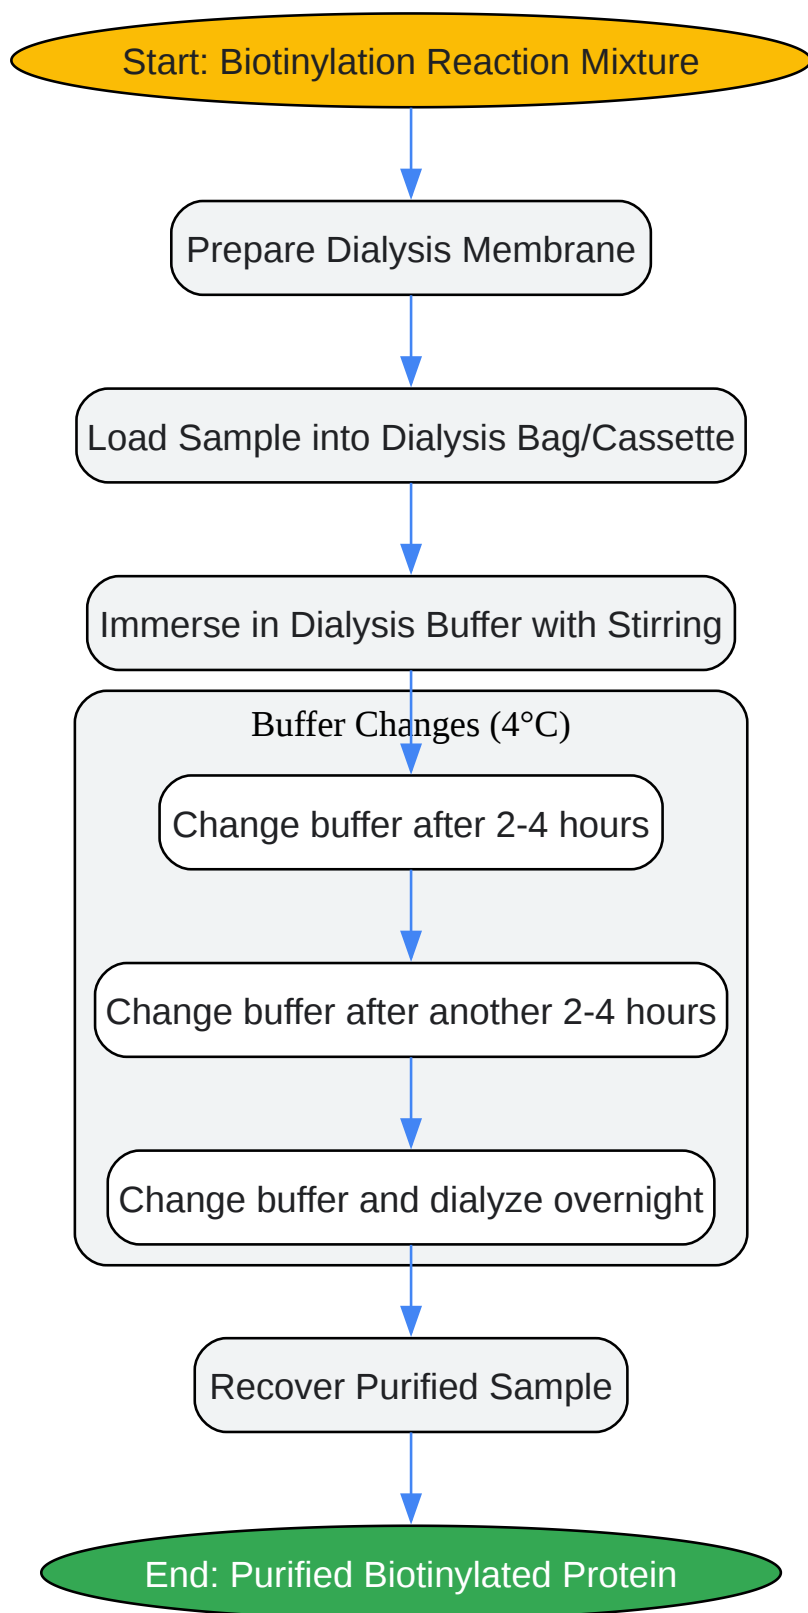 Start: Biotinylation Reaction Mixture
Prepare Dialysis Membrane
Load Sample into Dialysis Bag/Cassette
Immerse in Dialysis Buffer with Stirring
Buffer Changes (4°C)
Change buffer after 2-4 hours
Change buffer after another 2-4 hours
Change buffer and dialyze overnight
Recover Purified Sample
End: Purified Biotinylated Protein